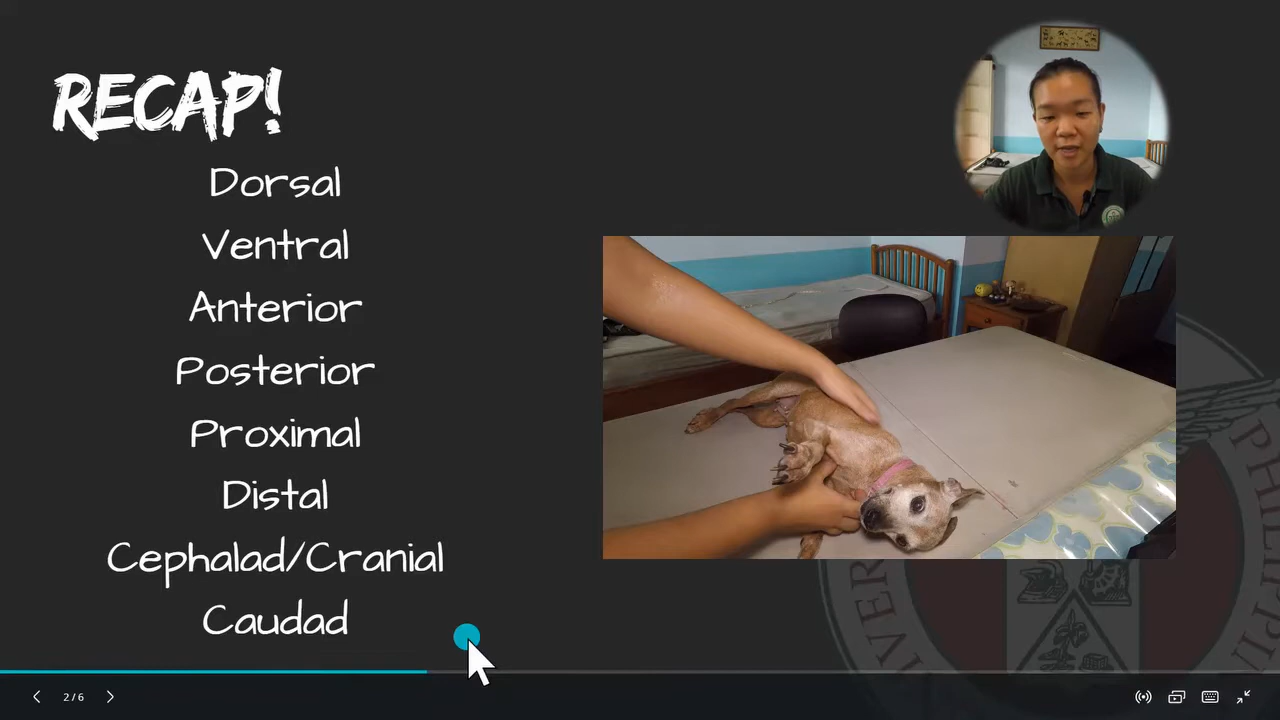 RECAP!
Dorsal
Ventral
Anterior
Posterior
Proximal
Distal
Cephalad/Cranial
Caudad
2/6